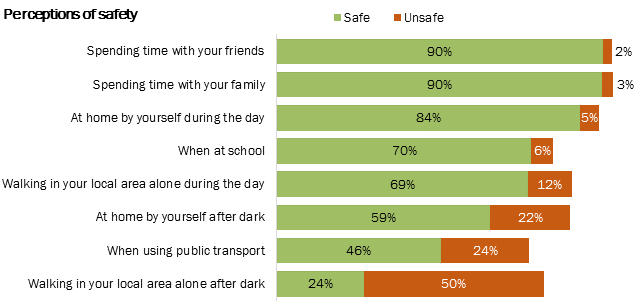 Perceptions of safety
Safe Unsafe
Spending time with your friends 90% 2%
Spending time with your family 90% 3%
At home by yourself during the day 84% 5%
When at school 70% 6%
Walking in your local area alone during the day 69% 12%
At home by yourself after dark 59% 22%
When using public transport 46% 24%
Walking in your local area alone after dark 24% 50%